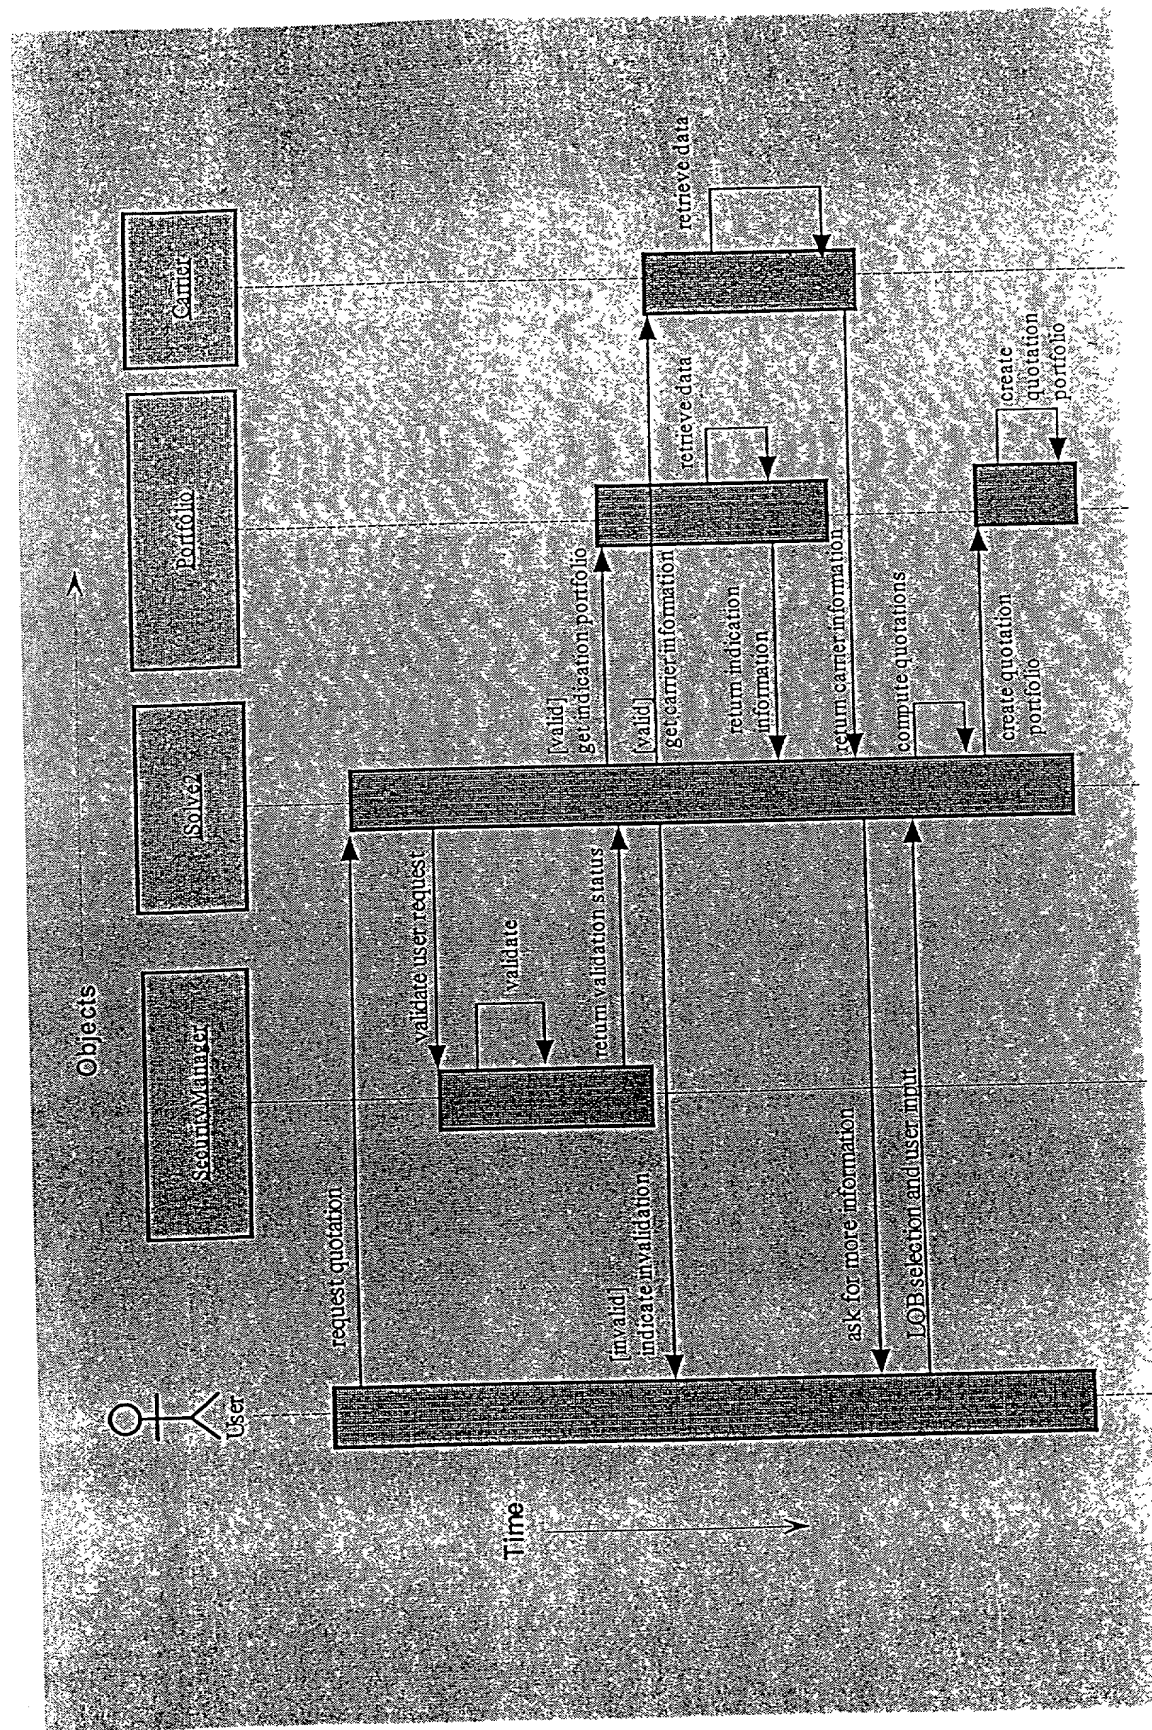 Objects
Time
User
SecurityManager
Solve2
Portfolio
Carrier
request quotation
validate user request
validate
return validation status
[invalid]
indicate invalidation
[valid]
get indication portfolio
[valid]
get carrier information
retrieve data
retrieve data
return indication
information
return carrier information
ask for more information
LOB selection and user input
compute quotations
create quotation
portfolio
create
quotation
portfolio